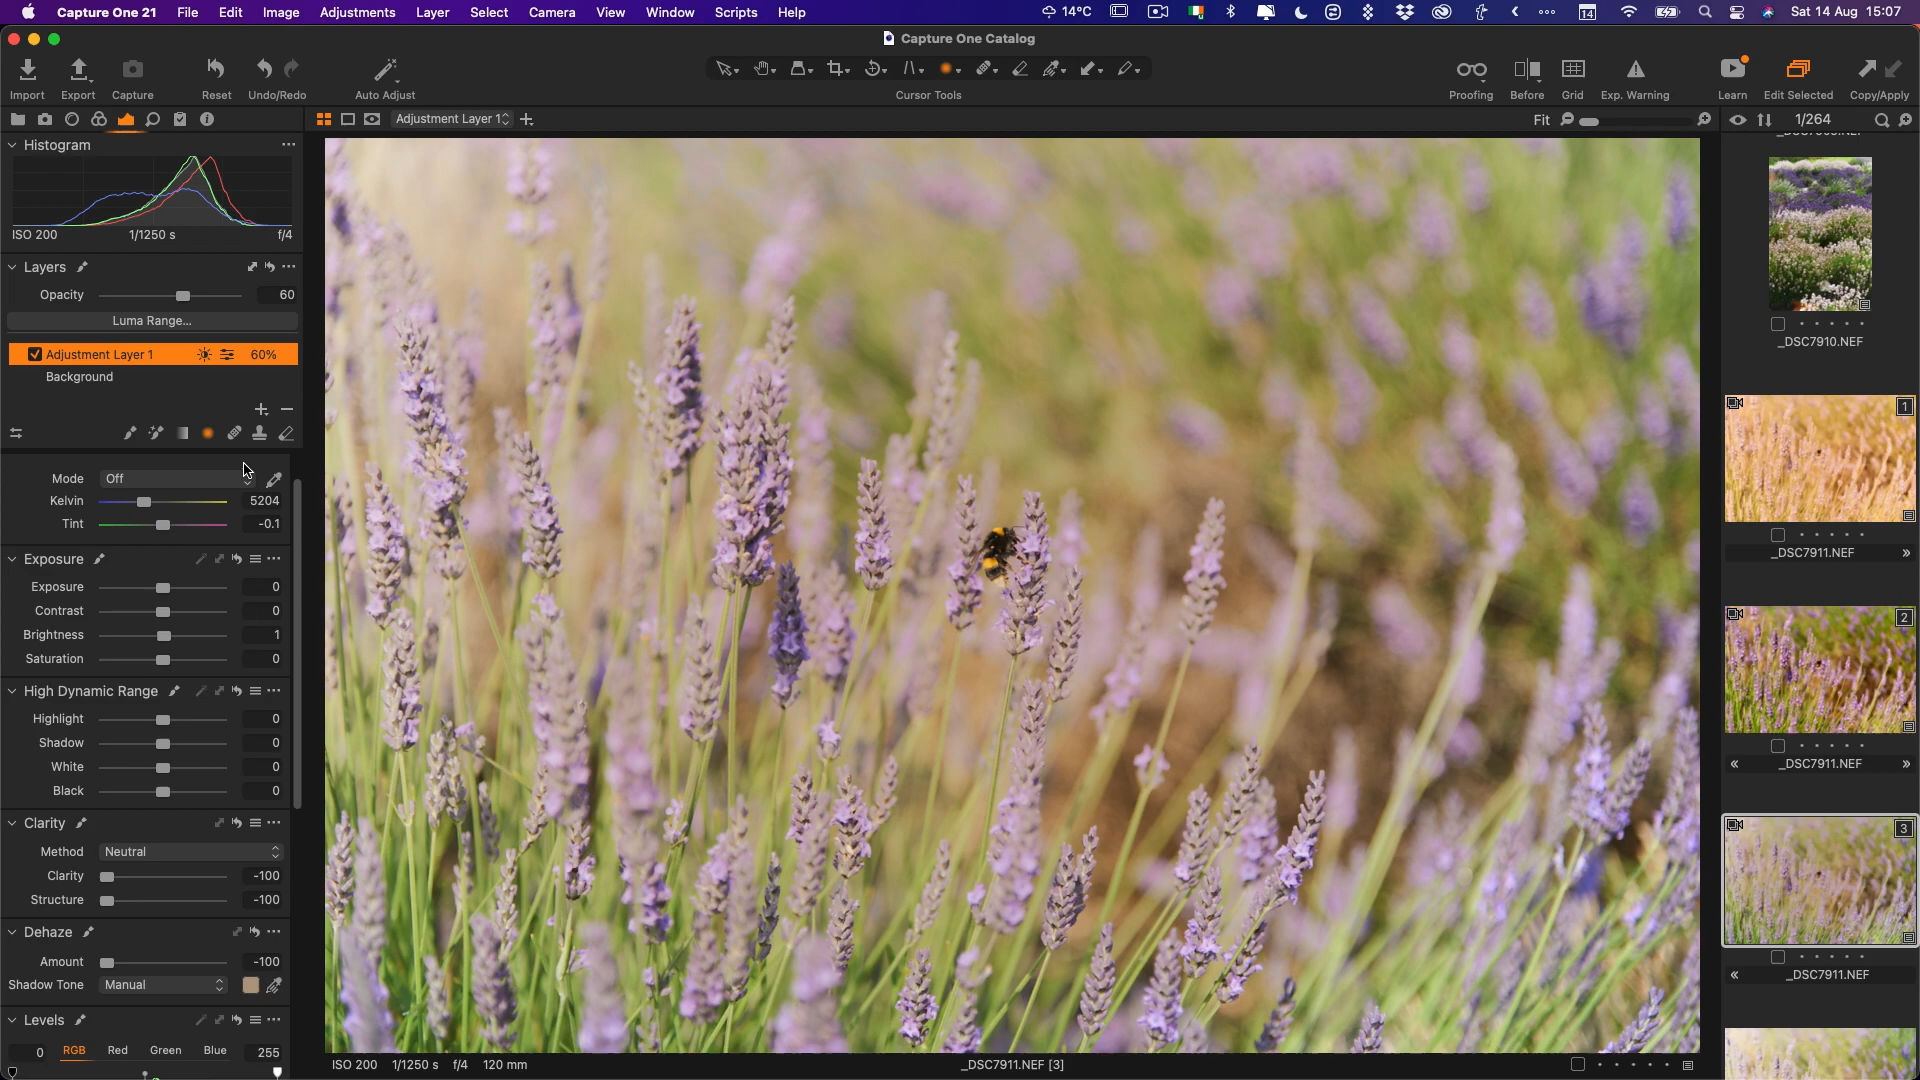 Capture One 21 File Edit Image Adjustments Layer Select Camera View Window Scripts Help 14°C 14 Sat 14 Aug 15:07
Capture One Catalog
Import Export Capture Reset Undo/Redo Auto Adjust Cursor Tools Proofing Before Grid Exp. Warning Learn Edit Selected Copy/Apply
Adjustment Layer 1 Fit 1/264
Histogram
ISO 200 1/1250 s f/4
Layers
Opacity 60
Luma Range...
Adjustment Layer 1 60%
Background
Mode Off
Kelvin 5204
Tint -0.1
Exposure
Exposure 0
Contrast 0
Brightness 1
Saturation 0
High Dynamic Range
Highlight 0
Shadow 0
White 0
Black 0
Clarity
Method Neutral
Clarity -100
Structure -100
Dehaze
Amount -100
Shadow Tone Manual
Levels
0 RGB Red Green Blue 255
ISO 200 1/1250 s f/4 120 mm _DSC7911.NEF [3]
_DSC7910.NEF
1
_DSC7911.NEF »
2
« _DSC7911.NEF »
3
« _DSC7911.NEF